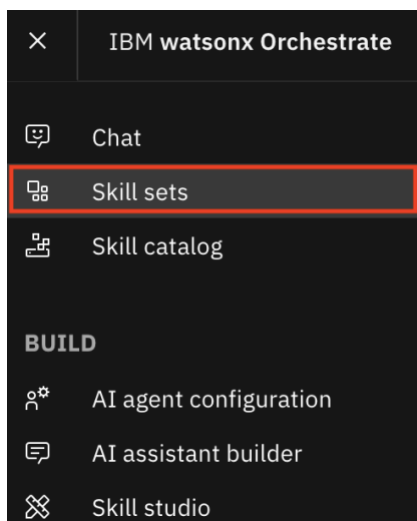 IBM watsonx Orchestrate
Chat
Skill sets
Skill catalog
BUILD
AI agent configuration
AI assistant builder
Skill studio